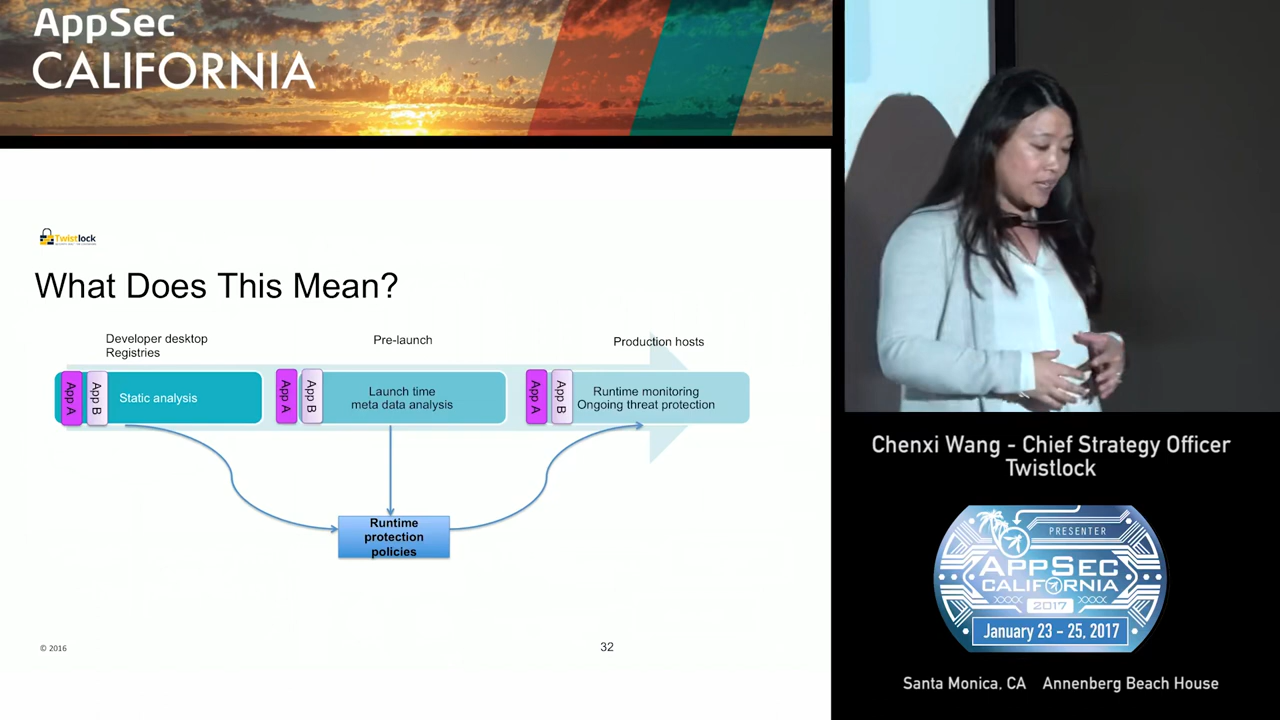 AppSec
CALIFORNIA
Twistlock
What Does This Mean?
Developer desktop
Registries
Pre-launch
Production hosts
App A
App B
Static analysis
App A
App B
Launch time
meta data analysis
App A
App B
Runtime monitoring
Ongoing threat protection
Runtime
protection
policies
© 2016
32
Chenxi Wang - Chief Strategy Officer
Twistlock
PRESENTER
APPSEC
CALIFORNIA
2017
January 23 - 25, 2017
Santa Monica, CA Annenberg Beach House